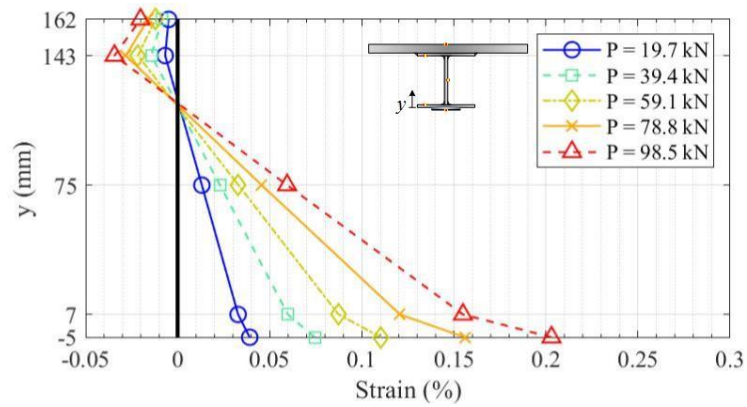 162
143
75
7
-5
y (mm)
-0.05 0 0.05 0.1 0.15 0.2 0.25 0.3
Strain (%)
y
P = 19.7 kN
P = 39.4 kN
P = 59.1 kN
P = 78.8 kN
P = 98.5 kN